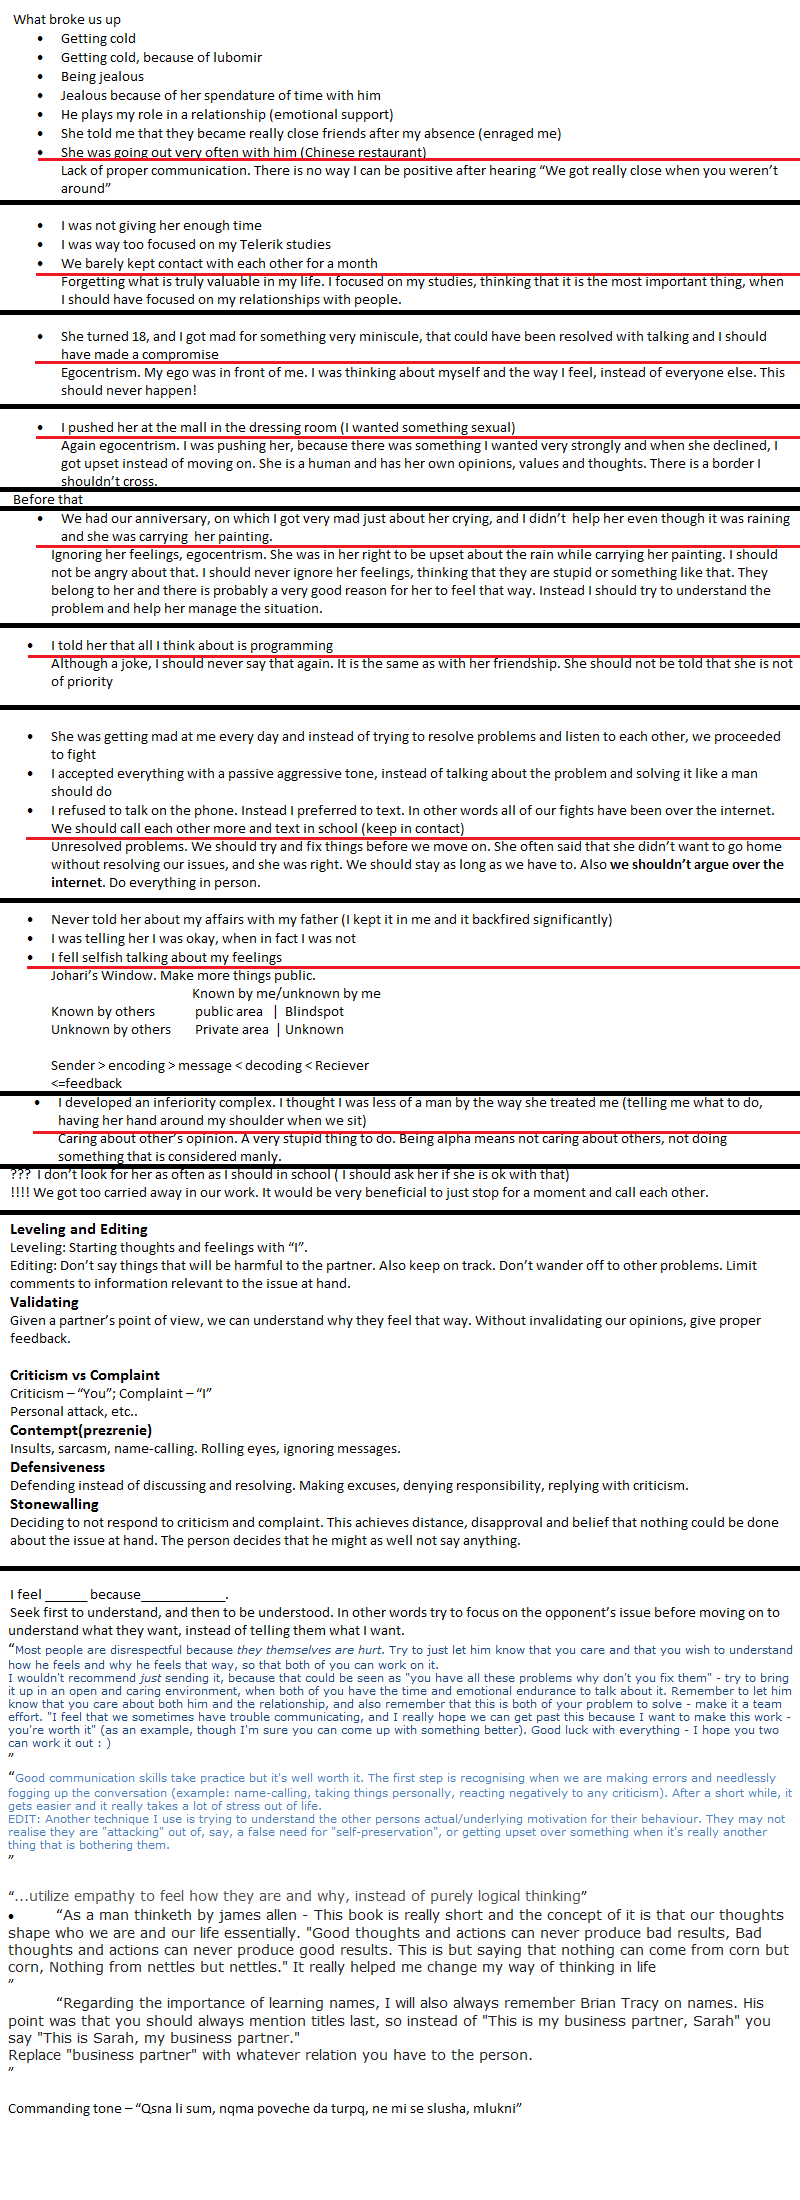 What broke us up
• Getting cold
• Getting cold, because of lubomir
• Being jealous
• Jealous because of her spendature of time with him
• He plays my role in a relationship (emotional support)
• She told me that they became really close friends after my absence (enraged me)
• She was going out very often with him (Chinese restaurant)
Lack of proper communication. There is no way I can be positive after hearing “We got really close when you weren’t
around”
• I was not giving her enough time
• I was way too focused on my Telerik studies
• We barely kept contact with each other for a month
Forgetting what is truly valuable in my life. I focused on my studies, thinking that it is the most important thing, when
I should have focused on my relationships with people.
• She turned 18, and I got mad for something very miniscule, that could have been resolved with talking and I should
have made a compromise
Egocentrism. My ego was in front of me. I was thinking about myself and the way I feel, instead of everyone else. This
should never happen!
• I pushed her at the mall in the dressing room (I wanted something sexual)
Again egocentrism. I was pushing her, because there was something I wanted very strongly and when she declined, I
got upset instead of moving on. She is a human and has her own opinions, values and thoughts. There is a border I
shouldn’t cross.
Before that
• We had our anniversary, on which I got very mad just about her crying, and I didn’t help her even though it was raining
and she was carrying her painting.
Ignoring her feelings, egocentrism. She was in her right to be upset about the rain while carrying her painting. I should
not be angry about that. I should never ignore her feelings, thinking that they are stupid or something like that. They
belong to her and there is probably a very good reason for her to feel that way. Instead I should try to understand the
problem and help her manage the situation.
• I told her that all I think about is programming
Although a joke, I should never say that again. It is the same as with her friendship. She should not be told that she is not
of priority
• She was getting mad at me every day and instead of trying to resolve problems and listen to each other, we proceeded
to fight
• I accepted everything with a passive aggressive tone, instead of talking about the problem and solving it like a man
should do
• I refused to talk on the phone. Instead I preferred to text. In other words all of our fights have been over the internet.
We should call each other more and text in school (keep in contact)
Unresolved problems. We should try and fix things before we move on. She often said that she didn’t want to go home
without resolving our issues, and she was right. We should stay as long as we have to. Also we shouldn’t argue over the
internet. Do everything in person.
• Never told her about my affairs with my father (I kept it in me and it backfired significantly)
• I was telling her I was okay, when in fact I was not
• I fell selfish talking about my feelings
Johari’s Window. Make more things public.
Known by me/unknown by me
Known by others public area | Blindspot
Unknown by others Private area | Unknown
Sender > encoding > message < decoding < Reciever
<=feedback
• I developed an inferiority complex. I thought I was less of a man by the way she treated me (telling me what to do,
having her hand around my shoulder when we sit)
Caring about other’s opinion. A very stupid thing to do. Being alpha means not caring about others, not doing
something that is considered manly.
??? I don’t look for her as often as I should in school ( I should ask her if she is ok with that)
!!!! We got too carried away in our work. It would be very beneficial to just stop for a moment and call each other.
Leveling and Editing
Leveling: Starting thoughts and feelings with “I”.
Editing: Don’t say things that will be harmful to the partner. Also keep on track. Don’t wander off to other problems. Limit
comments to information relevant to the issue at hand.
Validating
Given a partner’s point of view, we can understand why they feel that way. Without invalidating our opinions, give proper
feedback.
Criticism vs Complaint
Criticism – “You”; Complaint – “I”
Personal attack, etc..
Contempt(prezrenie)
Insults, sarcasm, name-calling. Rolling eyes, ignoring messages.
Defensiveness
Defending instead of discussing and resolving. Making excuses, denying responsibility, replying with criticism.
Stonewalling
Deciding to not respond to criticism and complaint. This achieves distance, disapproval and belief that nothing could be done
about the issue at hand. The person decides that he might as well not say anything.
I feel ______ because____________.
Seek first to understand, and then to be understood. In other words try to focus on the opponent’s issue before moving on to
understand what they want, instead of telling them what I want.
“Most people are disrespectful because they themselves are hurt. Try to just let him know that you care and that you wish to understand
how he feels and why he feels that way, so that both of you can work on it.
I wouldn't recommend just sending it, because that could be seen as "you have all these problems why don't you fix them" - try to bring
it up in an open and caring environment, when both of you have the time and emotional endurance to talk about it. Remember to let him
know that you care about both him and the relationship, and also remember that this is both of your problem to solve - make it a team
effort. "I feel that we sometimes have trouble communicating, and I really hope we can get past this because I want to make this work -
you're worth it" (as an example, though I'm sure you can come up with something better). Good luck with everything - I hope you two
can work it out : )
”
“Good communication skills take practice but it's well worth it. The first step is recognising when we are making errors and needlessly
fogging up the conversation (example: name-calling, taking things personally, reacting negatively to any criticism). After a short while, it
gets easier and it really takes a lot of stress out of life.
EDIT: Another technique I use is trying to understand the other persons actual/underlying motivation for their behaviour. They may not
realise they are "attacking" out of, say, a false need for "self-preservation", or getting upset over something when it's really another
thing that is bothering them.
”
“...utilize empathy to feel how they are and why, instead of purely logical thinking”
• “As a man thinketh by james allen - This book is really short and the concept of it is that our thoughts
shape who we are and our life essentially. "Good thoughts and actions can never produce bad results, Bad
thoughts and actions can never produce good results. This is but saying that nothing can come from corn but
corn, Nothing from nettles but nettles." It really helped me change my way of thinking in life
”
“Regarding the importance of learning names, I will also always remember Brian Tracy on names. His
point was that you should always mention titles last, so instead of "This is my business partner, Sarah" you
say "This is Sarah, my business partner."
Replace "business partner" with whatever relation you have to the person.
”
Commanding tone – “Qsna li sum, nqma poveche da turpq, ne mi se slusha, mlukni”